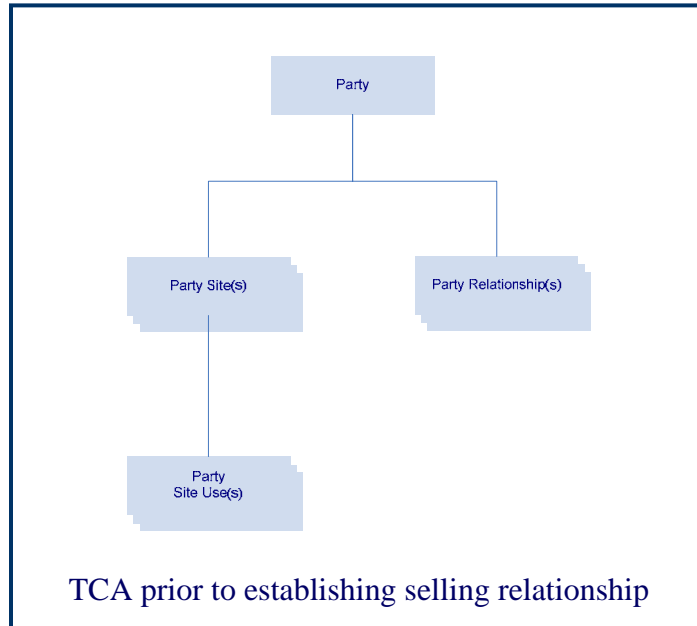 Party
Party Site(s)
Party Relationship(s)
Party
Site Use(s)
TCA prior to establishing selling relationship